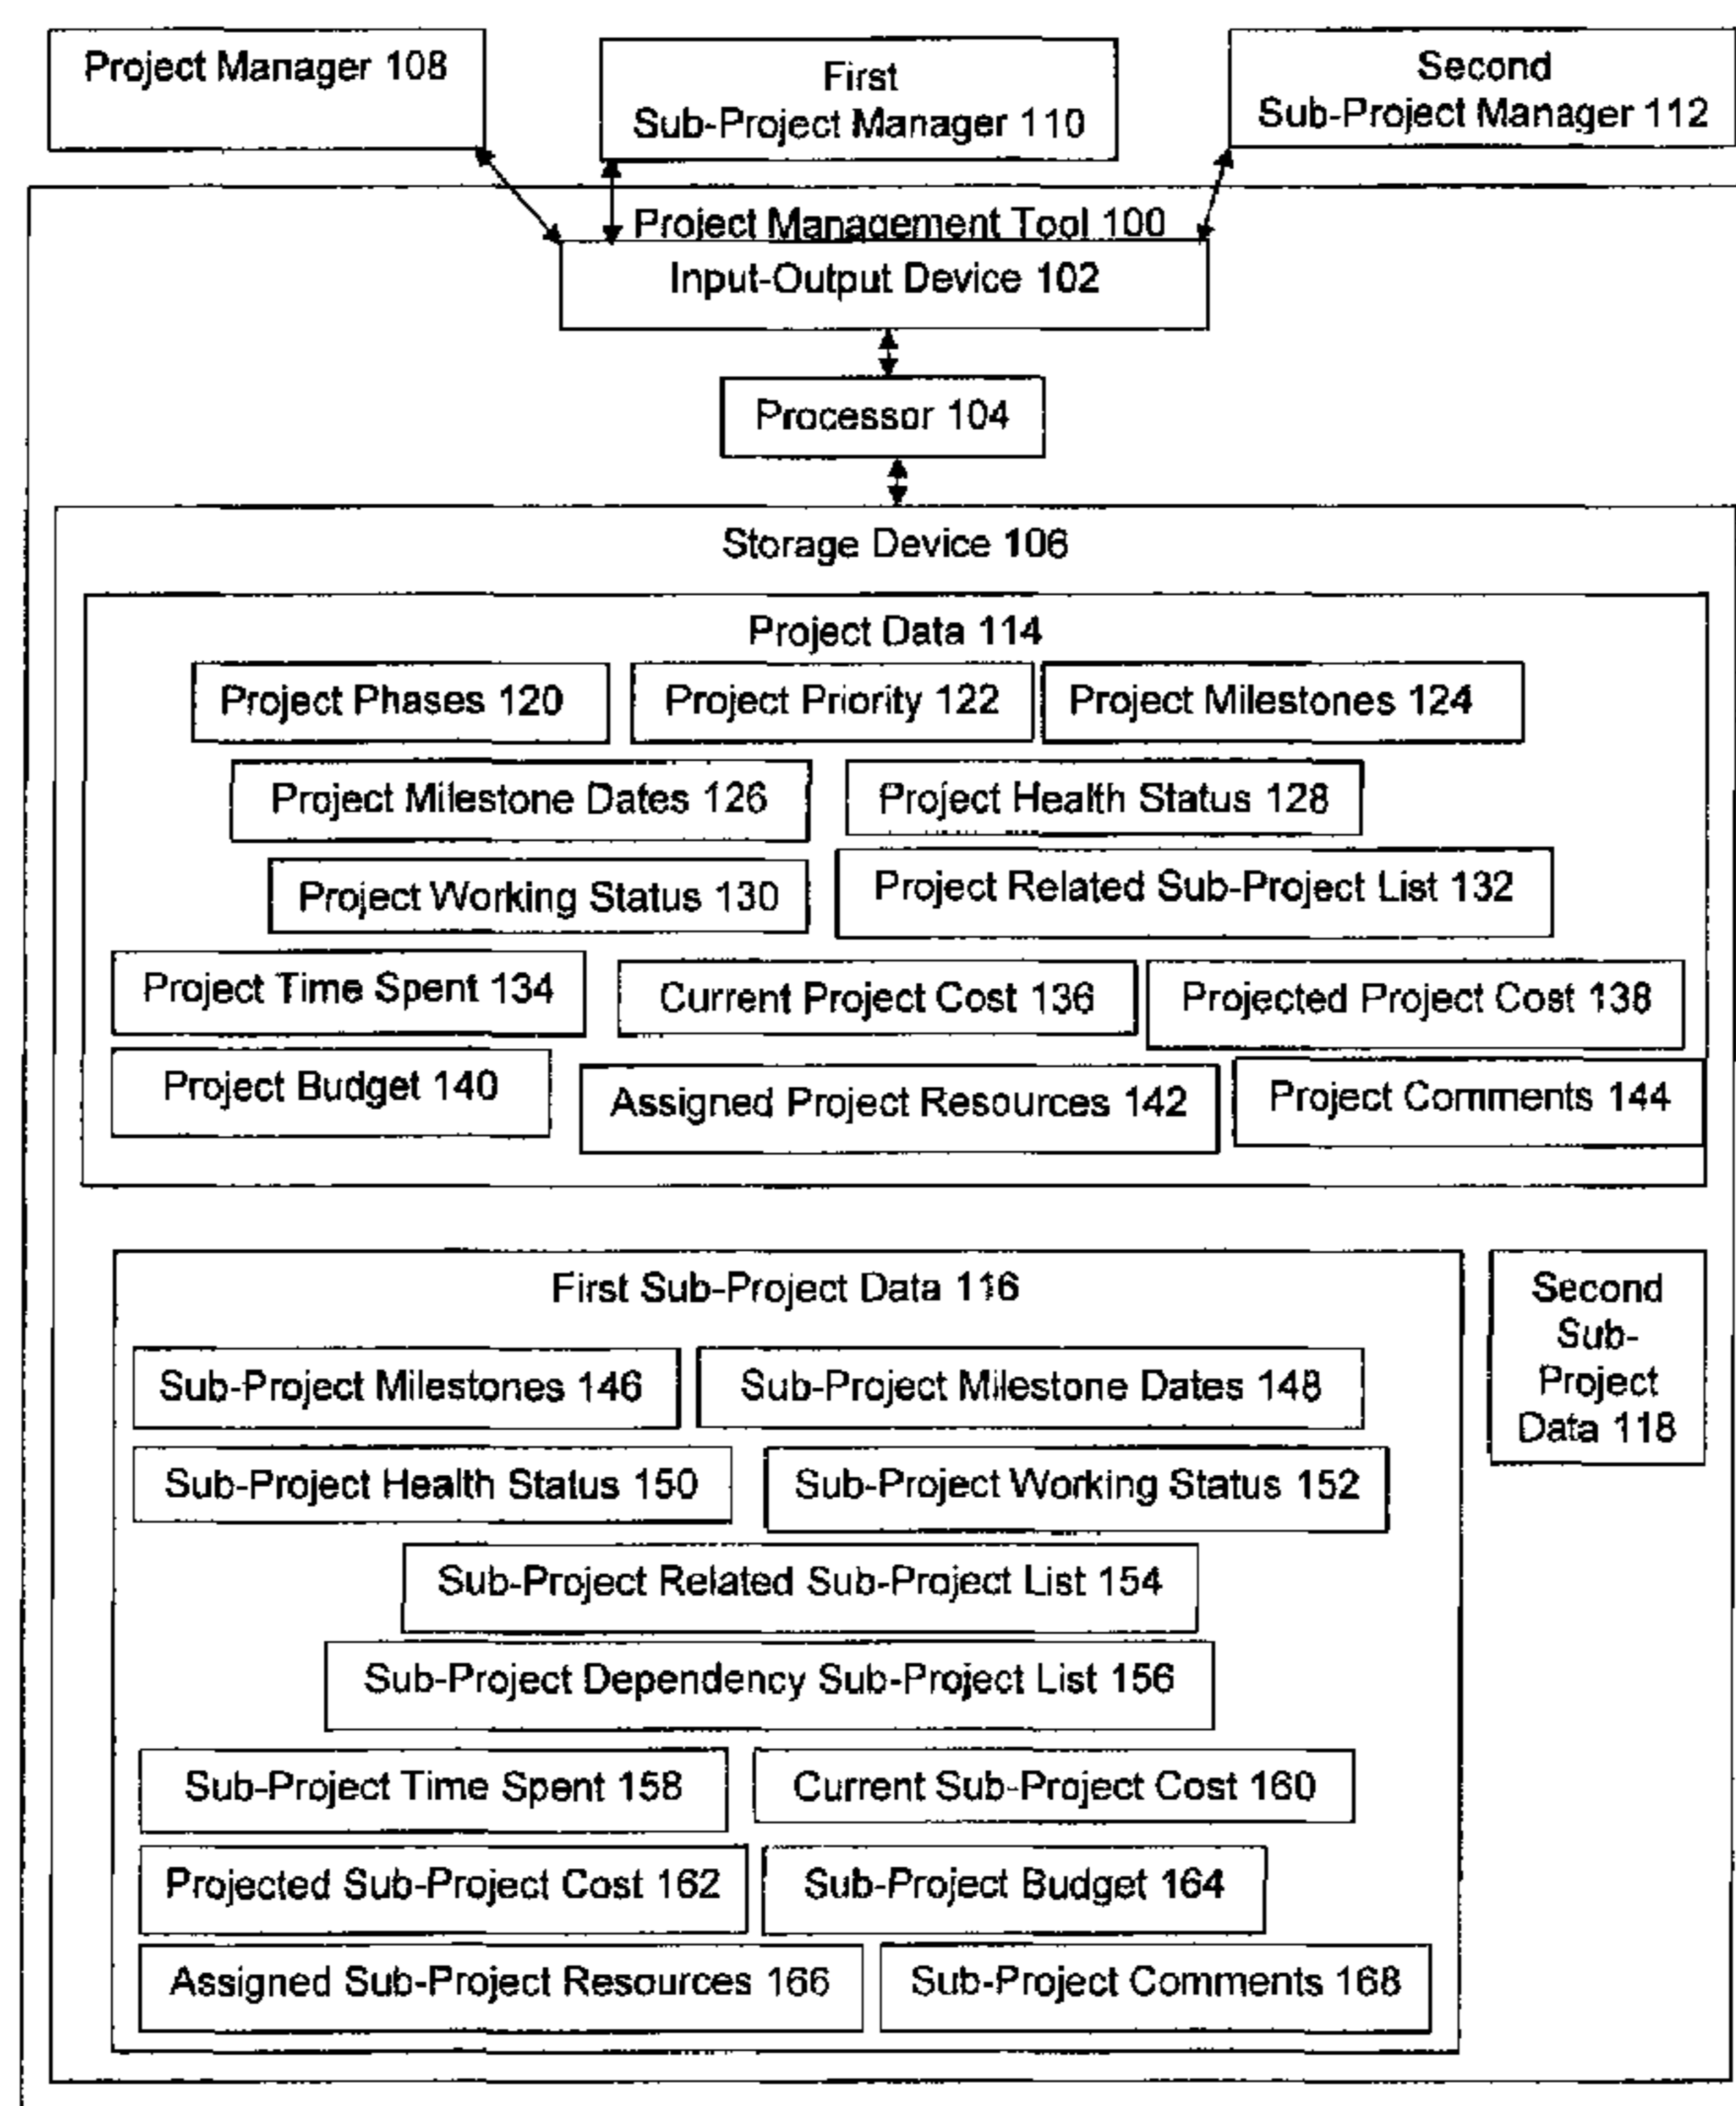 Project Manager 108
First
Sub-Project Manager 110
Second
Sub-Project Manager 112
Project Management Tool 100
Input-Output Device 102
Processor 104
Storage Device 106
Project Data 114
Project Phases 120
Project Priority 122
Project Milestones 124
Project Milestone Dates 126
Project Health Status 128
Project Working Status 130
Project Related Sub-Project List 132
Project Time Spent 134
Current Project Cost 136
Projected Project Cost 138
Project Budget 140
Assigned Project Resources 142
Project Comments 144
First Sub-Project Data 116
Second
Sub-
Project
Data 118
Sub-Project Milestones 146
Sub-Project Milestone Dates 148
Sub-Project Health Status 150
Sub-Project Working Status 152
Sub-Project Related Sub-Project List 154
Sub-Project Dependency Sub-Project List 156
Sub-Project Time Spent 158
Current Sub-Project Cost 160
Projected Sub-Project Cost 162
Sub-Project Budget 164
Assigned Sub-Project Resources 166
Sub-Project Comments 168